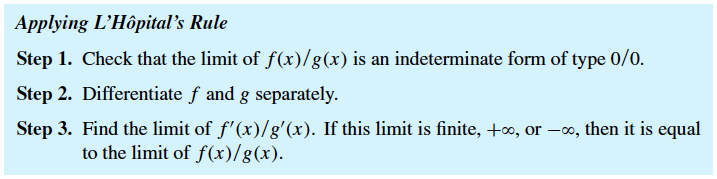 Applying L’Hôpital’s Rule
Step 1. Check that the limit of f(x)/g(x) is an indeterminate form of type 0/0.
Step 2. Differentiate f and g separately.
Step 3. Find the limit of f′(x)/g′(x). If this limit is finite, +∞, or −∞, then it is equal
to the limit of f(x)/g(x).